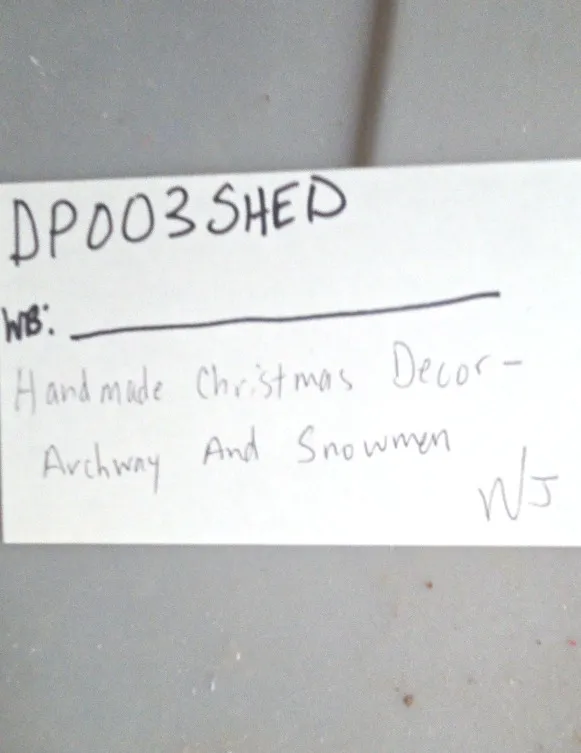 DP003SHED
WB:
Handmade Christmas Decor-
Archway And Snowmen
WJ